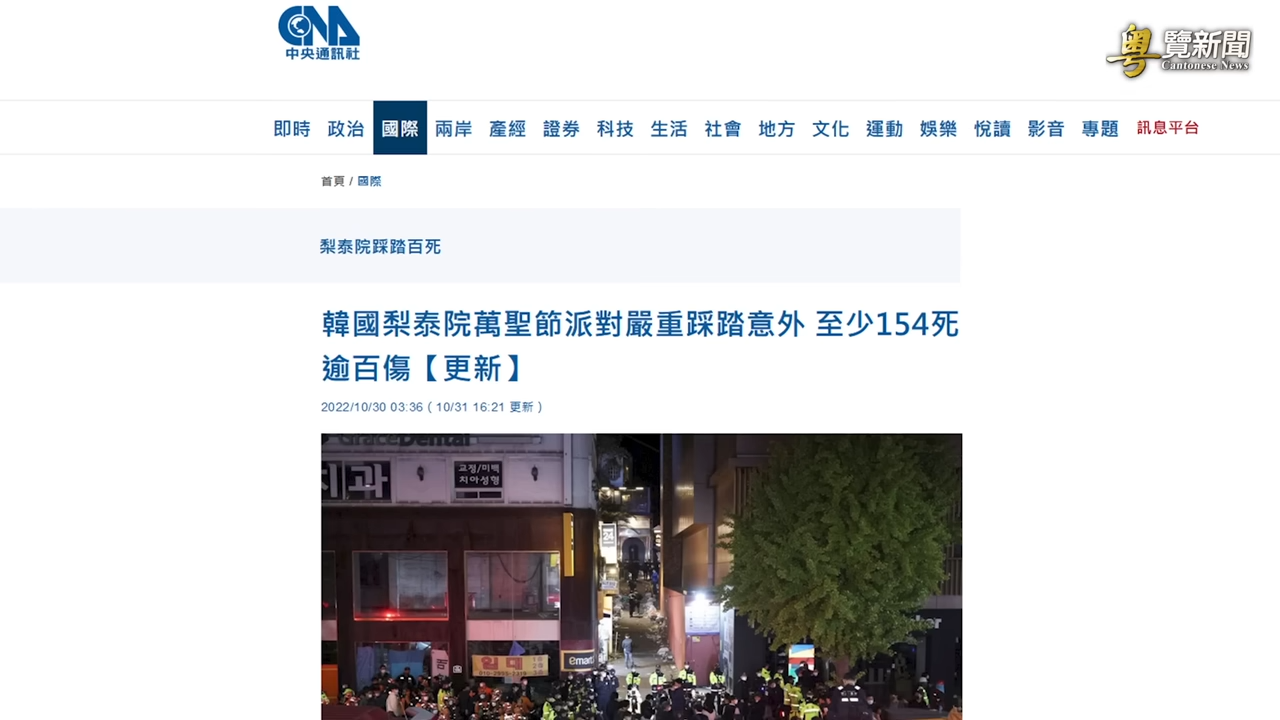 CNA
中央通訊社
粵覽新聞
Cantonese News
即時 政治 國際 兩岸 產經 證券 科技 生活 社會 地方 文化 運動 娛樂 悅讀 影音 專題 訊息平台
首頁 / 國際
梨泰院踩踏百死
韓國梨泰院萬聖節派對嚴重踩踏意外 至少154死
逾百傷【更新】
2022/10/30 03:36（10/31 16:21 更新）
GraceDental
치과
교정/미백
치아성형
24
임대
emart